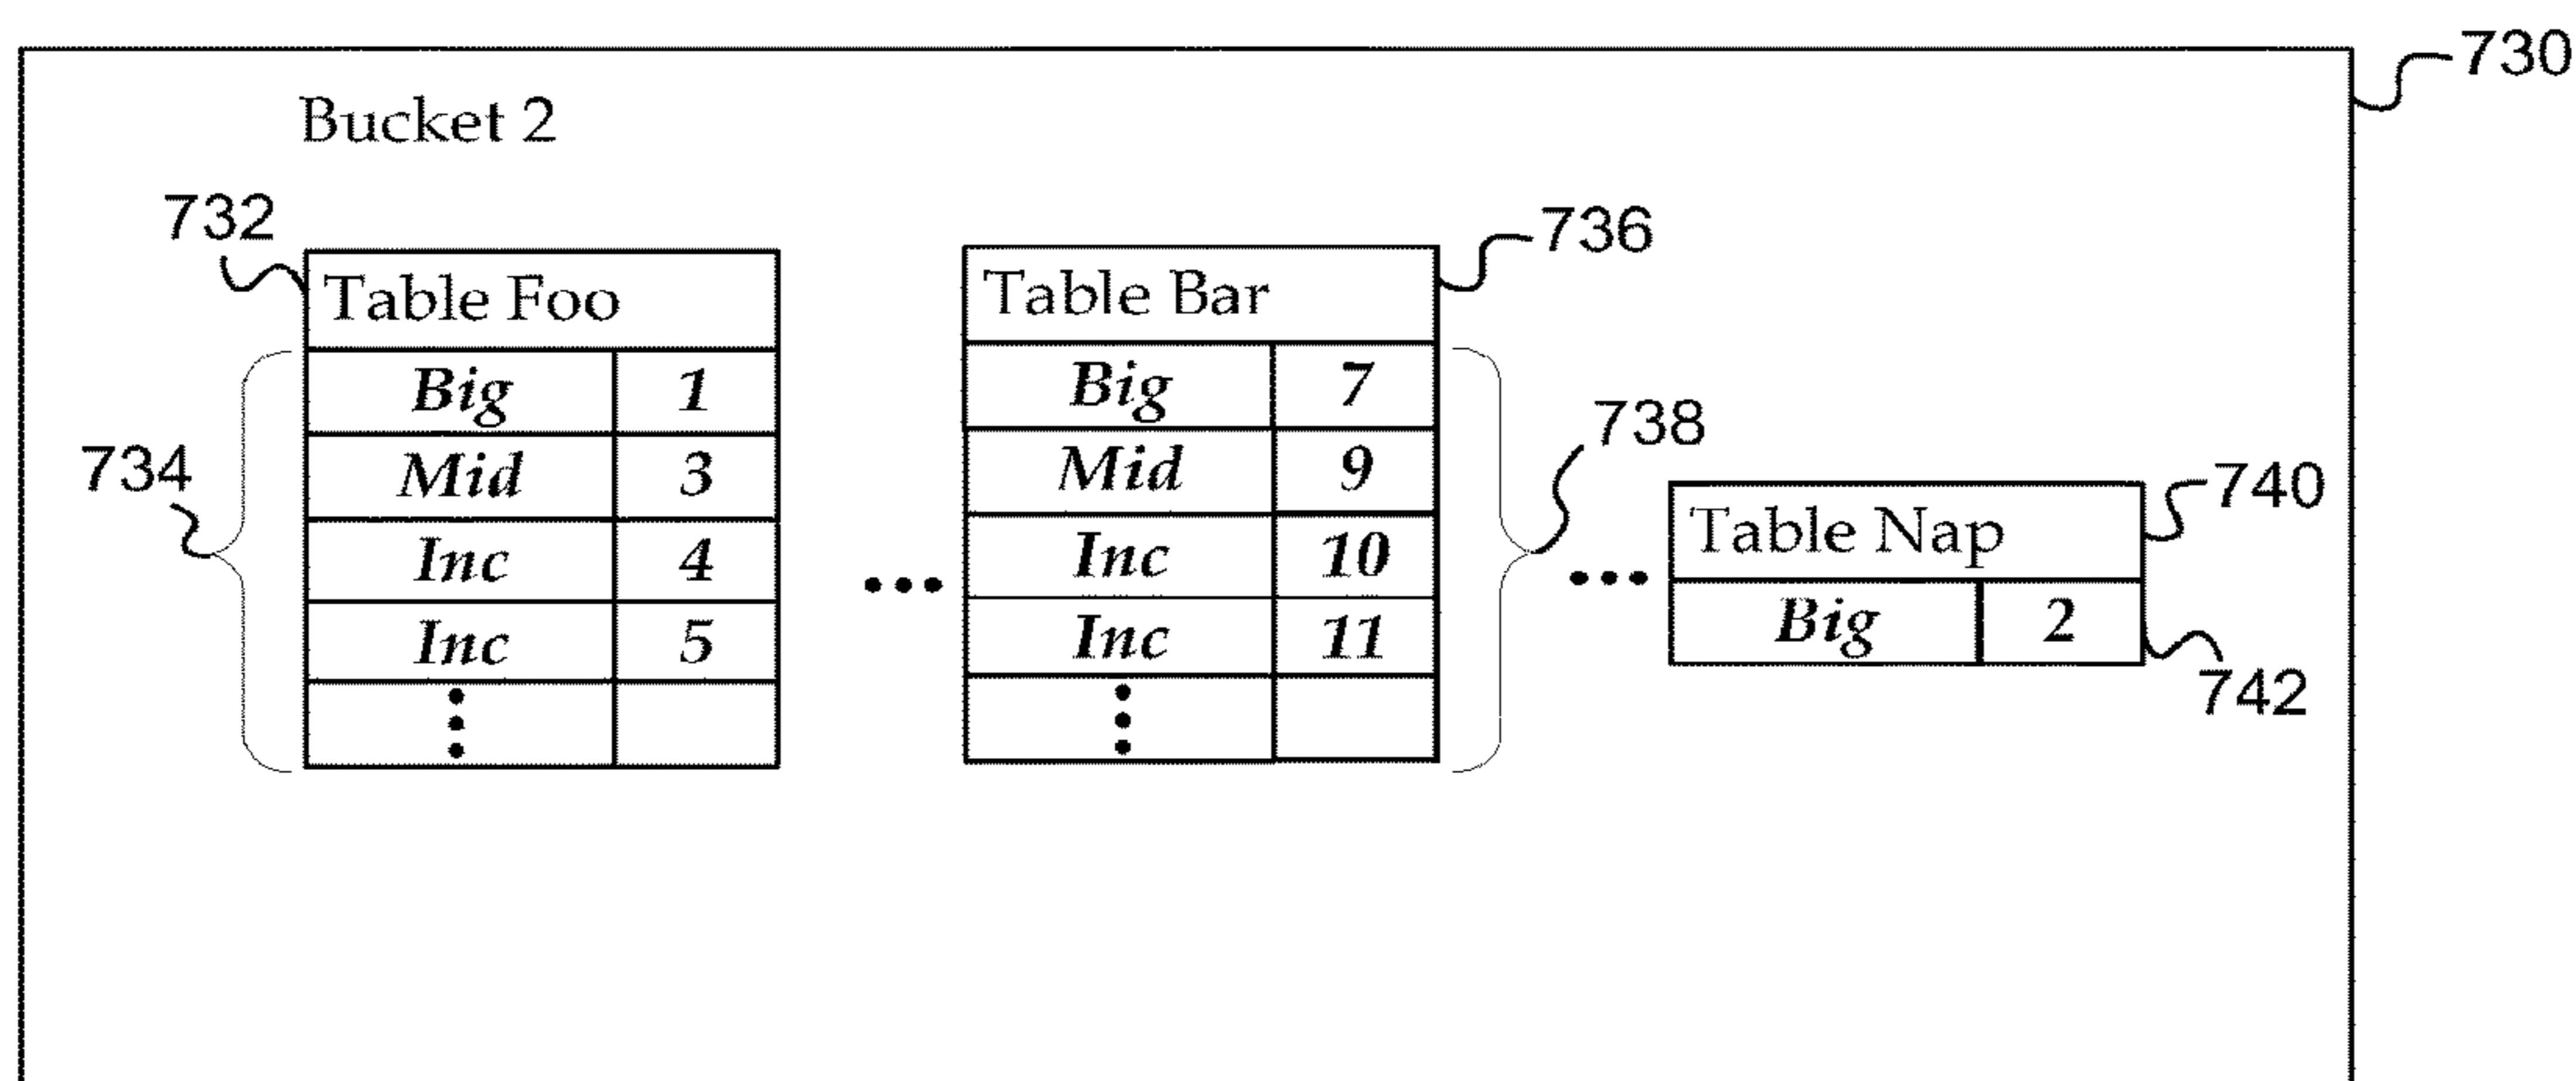 730
Bucket 2
732
Table Foo
Big 1
Mid 3
Inc 4
Inc 5
734
736
Table Bar
Big 7
Mid 9
Inc 10
Inc 11
738
740
Table Nap
Big 2
742